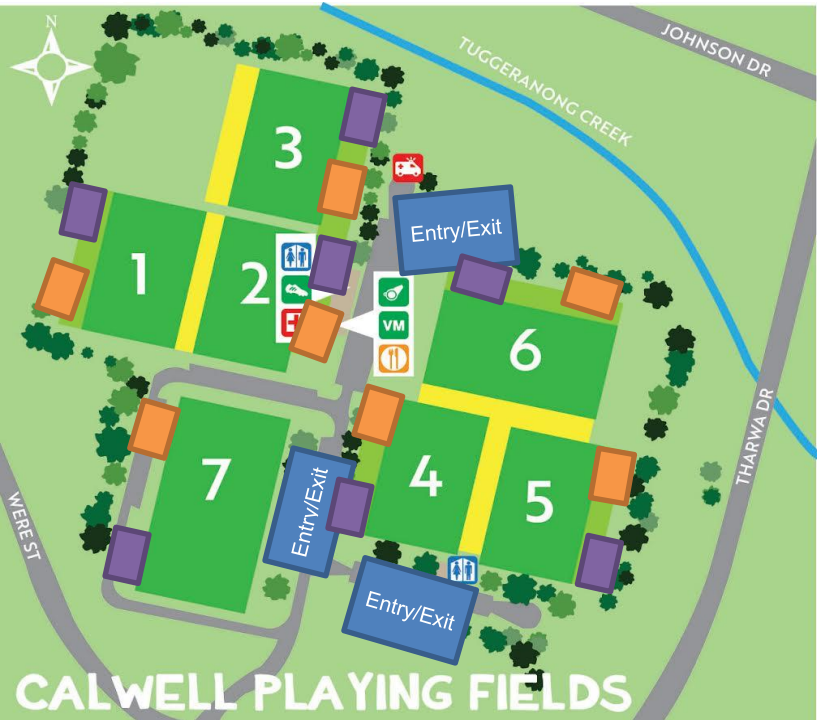 N
JOHNSON DR
TUGGERANONG CREEK
3
Entry/Exit
1
2
VM
6
THARWA DR
7
4
5
Entry/Exit
WERE ST
Entry/Exit
CALWELL PLAYING FIELDS